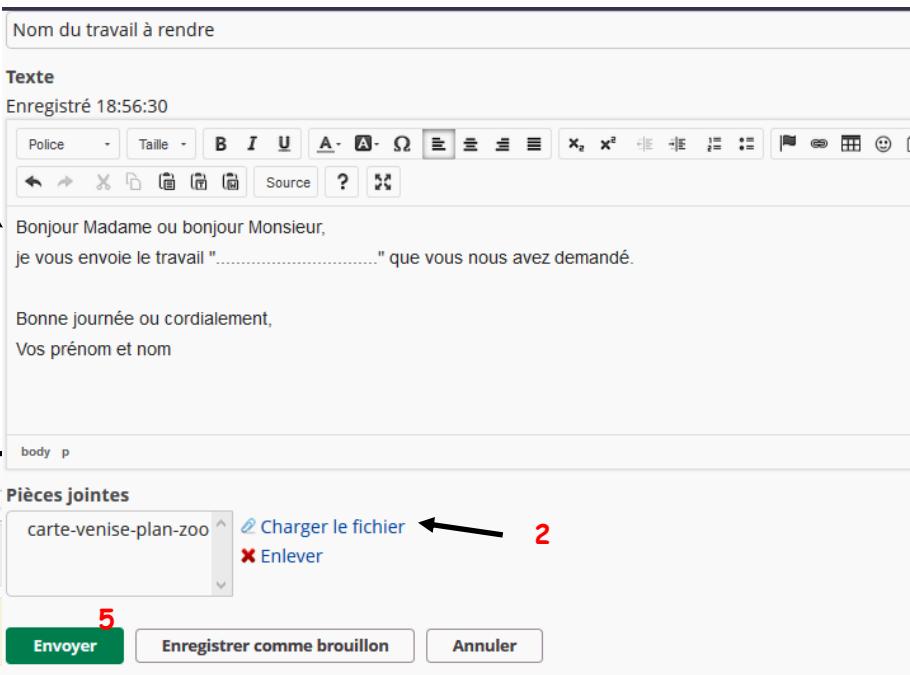 Nom du travail à rendre
Texte
Enregistré 18:56:30
Police Taille B I U A A Ω x₂ x²
Source ?
Bonjour Madame ou bonjour Monsieur,
je vous envoie le travail "................................" que vous nous avez demandé.
Bonne journée ou cordialement,
Vos prénom et nom
body p
Pièces jointes
carte-venise-plan-zoo Charger le fichier 2
Enlever
5
Envoyer Enregistrer comme brouillon Annuler